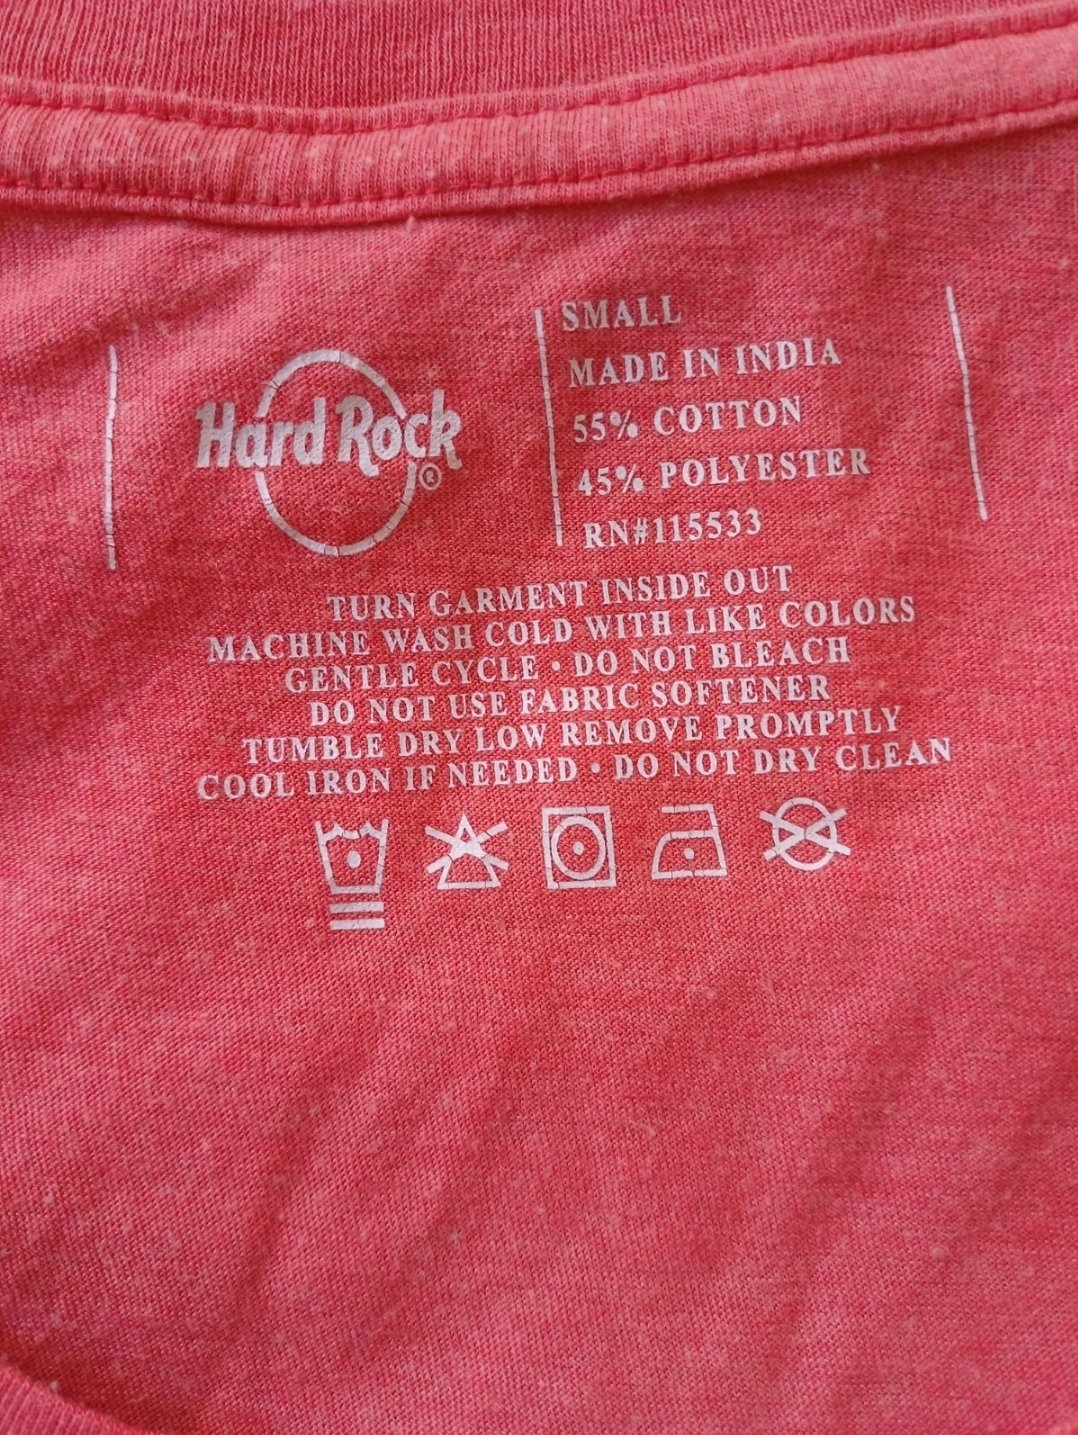 Hard Rock
®
SMALL
MADE IN INDIA
55% COTTON
45% POLYESTER
RN#115533
TURN GARMENT INSIDE OUT
MACHINE WASH COLD WITH LIKE COLORS
GENTLE CYCLE • DO NOT BLEACH
DO NOT USE FABRIC SOFTENER
TUMBLE DRY LOW REMOVE PROMPTLY
COOL IRON IF NEEDED • DO NOT DRY CLEAN